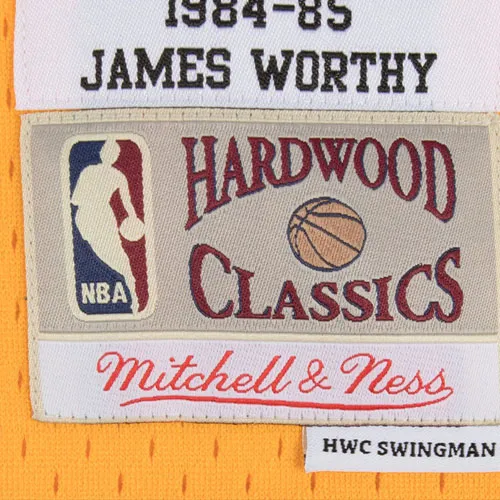 1984-85
JAMES WORTHY
HARDWOOD
NBA
CLASSICS
Mitchell & Ness
HWC SWINGMAN